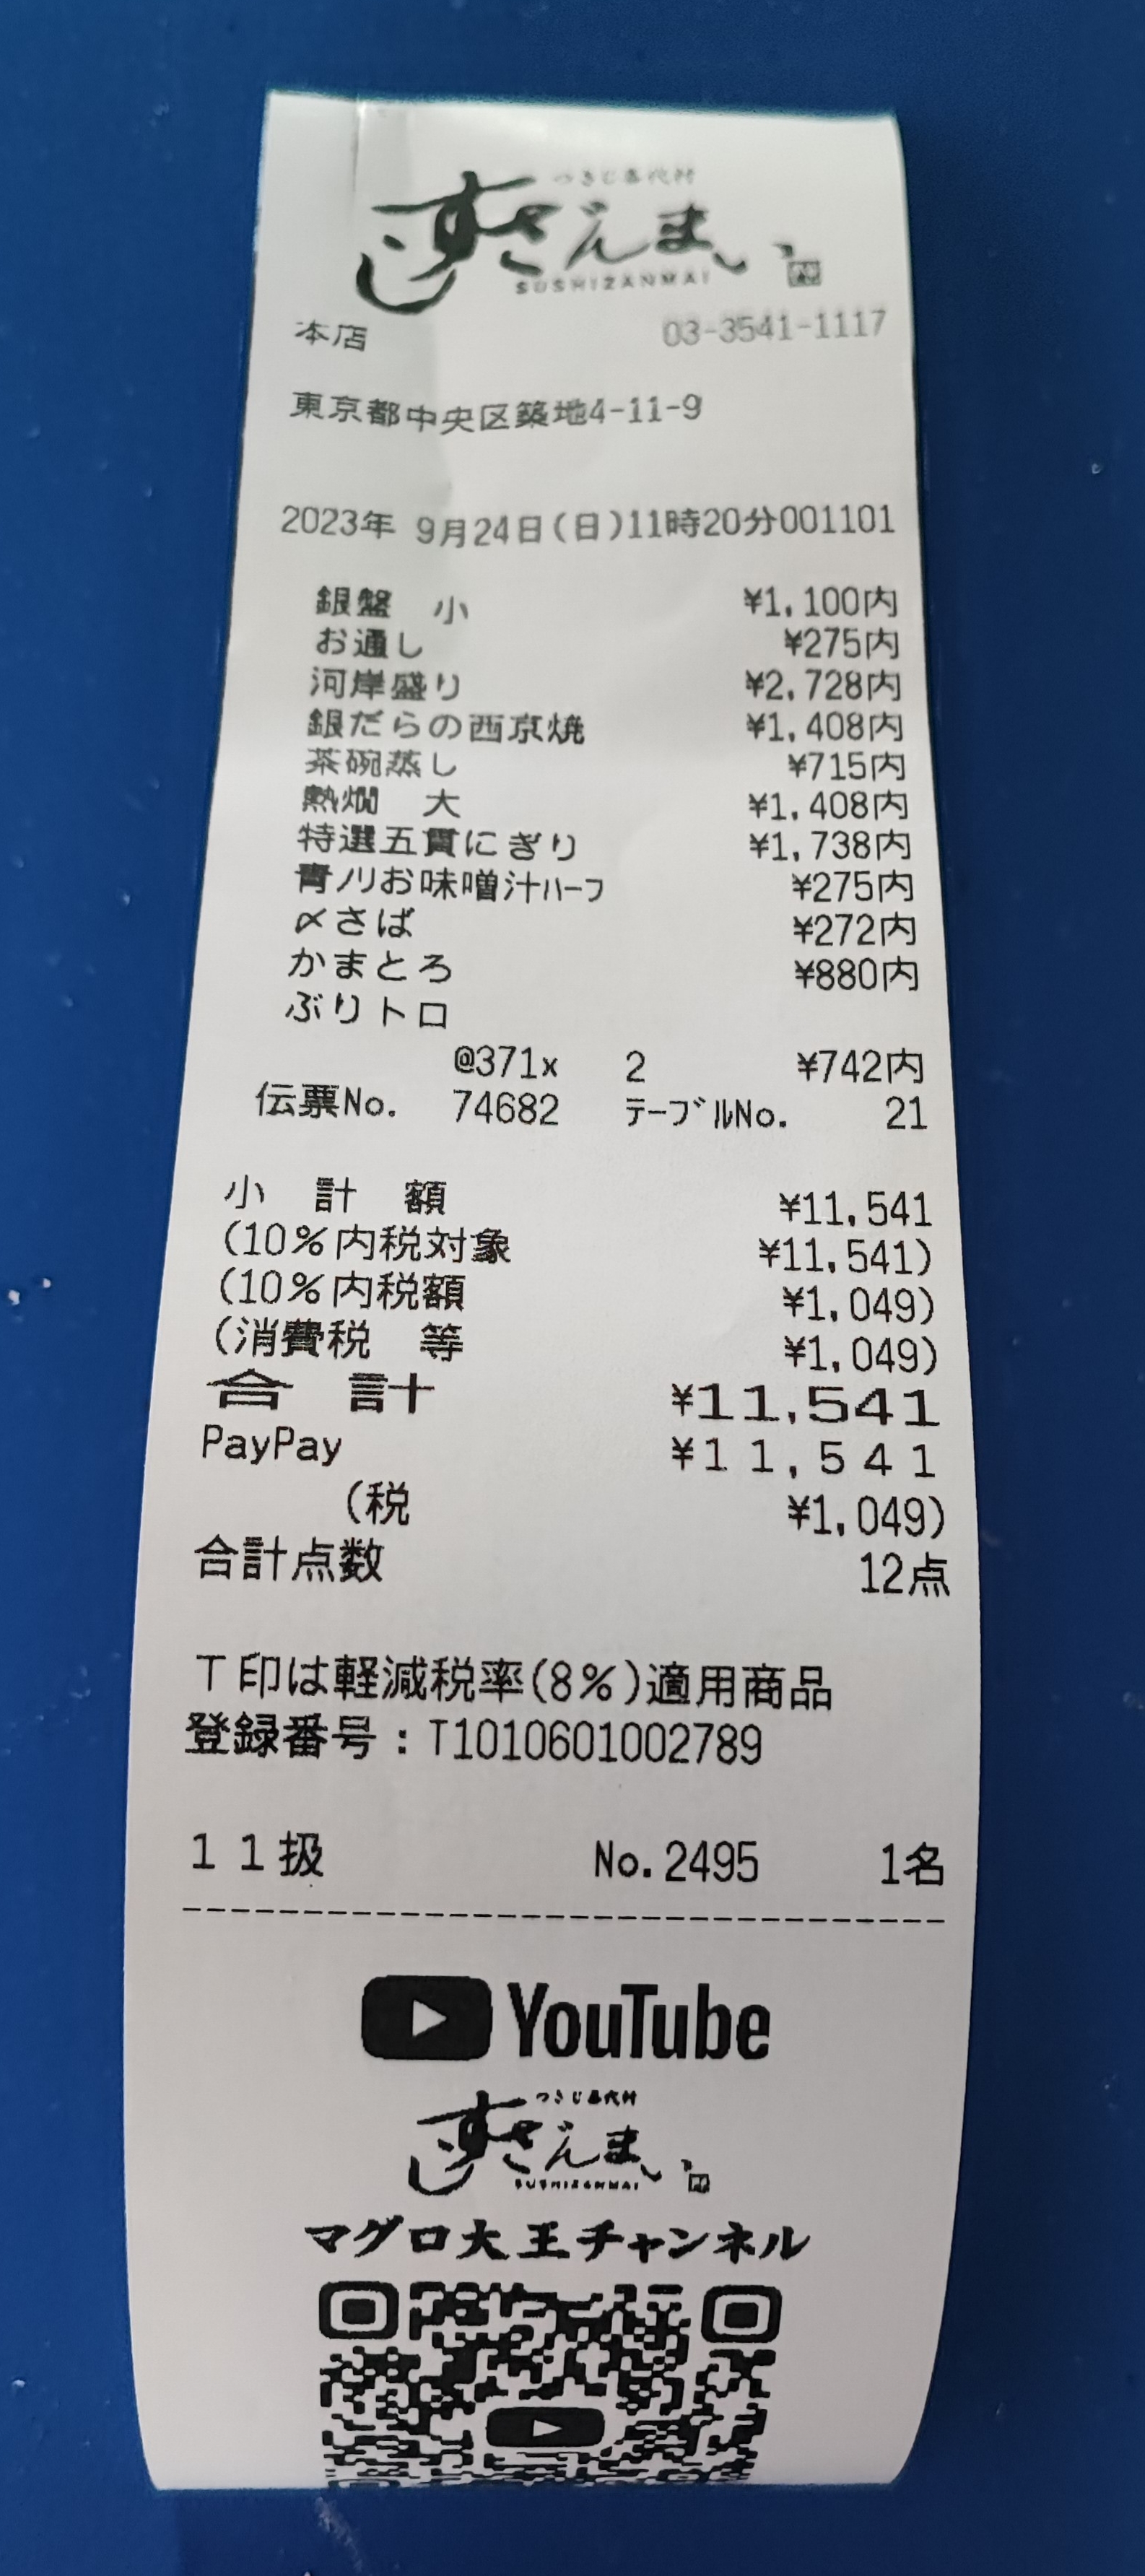 つきじ喜代村
すしざんまい
SUSHIZANMAI
本店 03-3541-1117
東京都中央区築地4-11-9
2023年 9月24日(日)11時20分001101
銀盤 小 ¥1,100内
お通し ¥275内
河岸盛り ¥2,728内
銀だらの西京焼 ¥1,408内
茶碗蒸し ¥715内
熱燗 大 ¥1,408内
特選五貫にぎり ¥1,738内
青ノリお味噌汁ハーフ ¥275内
〆さば ¥272内
かまとろ ¥880内
ぶりトロ
@371x 2 ¥742内
伝票No. 74682 テーブルNo. 21
小 計 額 ¥11,541
(10%内税対象 ¥11,541)
(10%内税額 ¥1,049)
(消費税 等 ¥1,049)
合 計 ¥11,541
PayPay ¥11,541
(税 ¥1,049)
合計点数 12点
T印は軽減税率(8%)適用商品
登録番号:T1010601002789
11扱 No.2495 1名
YouTube
つきじ喜代村
すしざんまい
SUSHIZANMAI
マグロ大王チャンネル